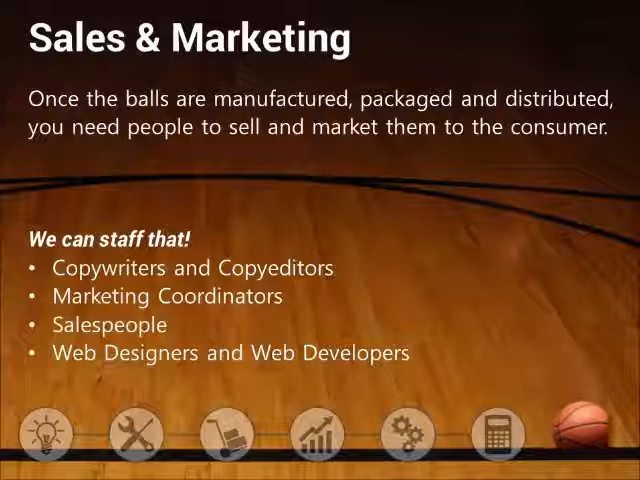 Sales & Marketing
Once the balls are manufactured, packaged and distributed,
you need people to sell and market them to the consumer.
We can staff that!
• Copywriters and Copyeditors
• Marketing Coordinators
• Salespeople
• Web Designers and Web Developers